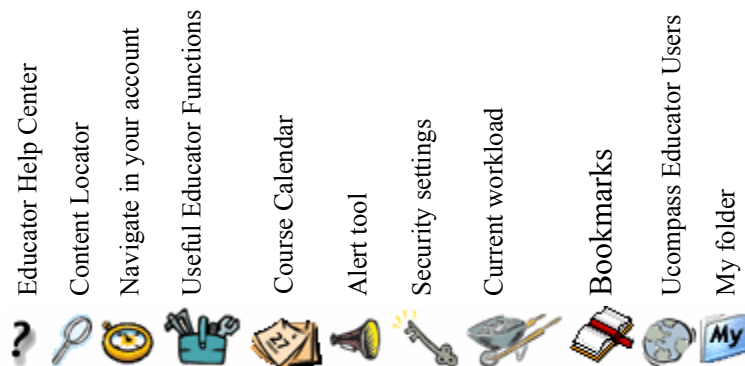 Educator Help Center
Content Locator
Navigate in your account
Useful Educator Functions
Course Calendar
Alert tool
Security settings
Current workload
Bookmarks
Ucompass Educator Users
My folder
?
27
My